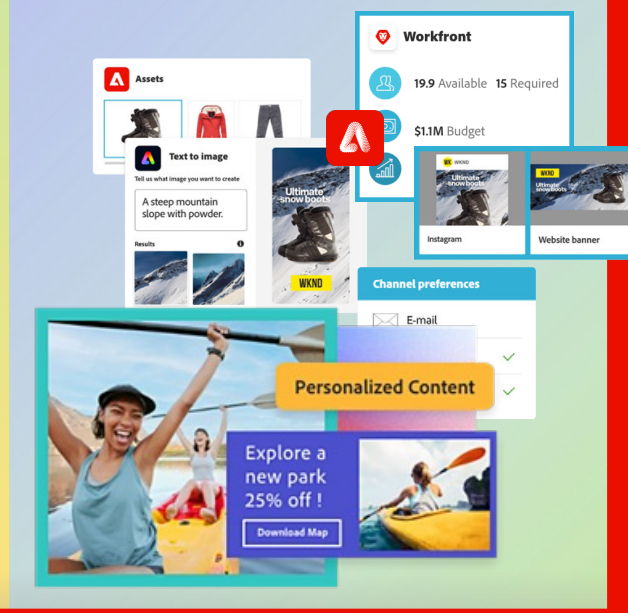 Workfront
19.9 Available 15 Required
$1.1M Budget
Assets
Text to image
Tell us what image you want to create
A steep mountain
slope with powder.
Results
Ultimate
snow boots
WKND
WKND
Ultimate
snow boots
Instagram
WKND
Ultimate
snow boots
Website banner
Channel preferences
E-mail
Personalized Content
Explore a
new park
25% off !
Download Map